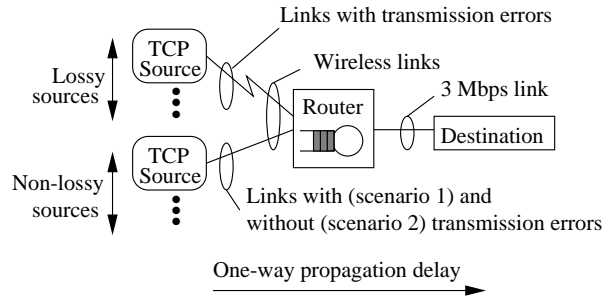 Links with transmission errors
TCP
Source
Lossy
sources
Wireless links
Router
3 Mbps link
Destination
TCP
Source
Non-lossy
sources
Links with (scenario 1) and
without (scenario 2) transmission errors
One-way propagation delay